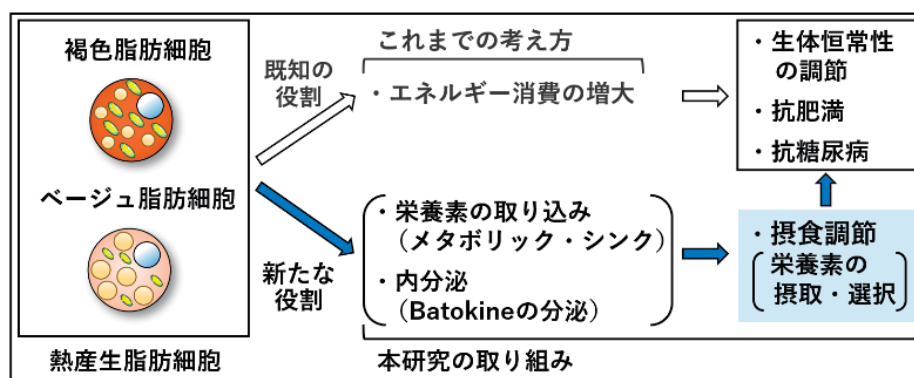 褐色脂肪細胞
ベージュ脂肪細胞
熱産生脂肪細胞
既知の
役割
新たな
役割
これまでの考え方
・エネルギー消費の増大
・栄養素の取り込み
（メタボリック・シンク）
・内分泌
（Batokineの分泌）
本研究の取り組み
・生体恒常性
の調節
・抗肥満
・抗糖尿病
・摂食調節
栄養素の
摂取・選択